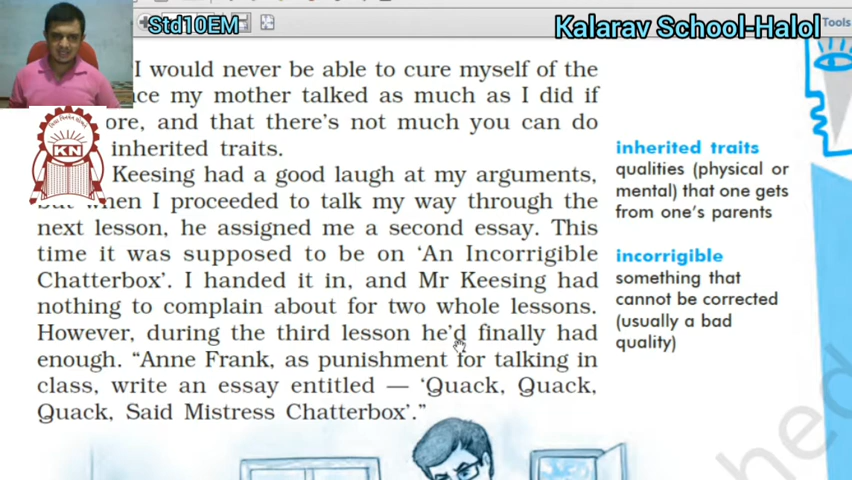 Std10EM
Kalarav School-Halol
Tools
I would never be able to cure myself of the
my mother talked as much as I did if
and that there's not much you can do
inherited traits.
Keesing had a good laugh at my arguments,
but when I proceeded to talk my way through the
next lesson, he assigned me a second essay. This
time it was supposed to be on ‘An Incorrigible
Chatterbox’. I handed it in, and Mr Keesing had
nothing to complain about for two whole lessons.
However, during the third lesson he’d finally had
enough. “Anne Frank, as punishment for talking in
class, write an essay entitled — ‘Quack, Quack,
Quack, Said Mistress Chatterbox’.”
inherited traits
qualities (physical or
mental) that one gets
from one’s parents
incorrigible
something that
cannot be corrected
(usually a bad
quality)
KN